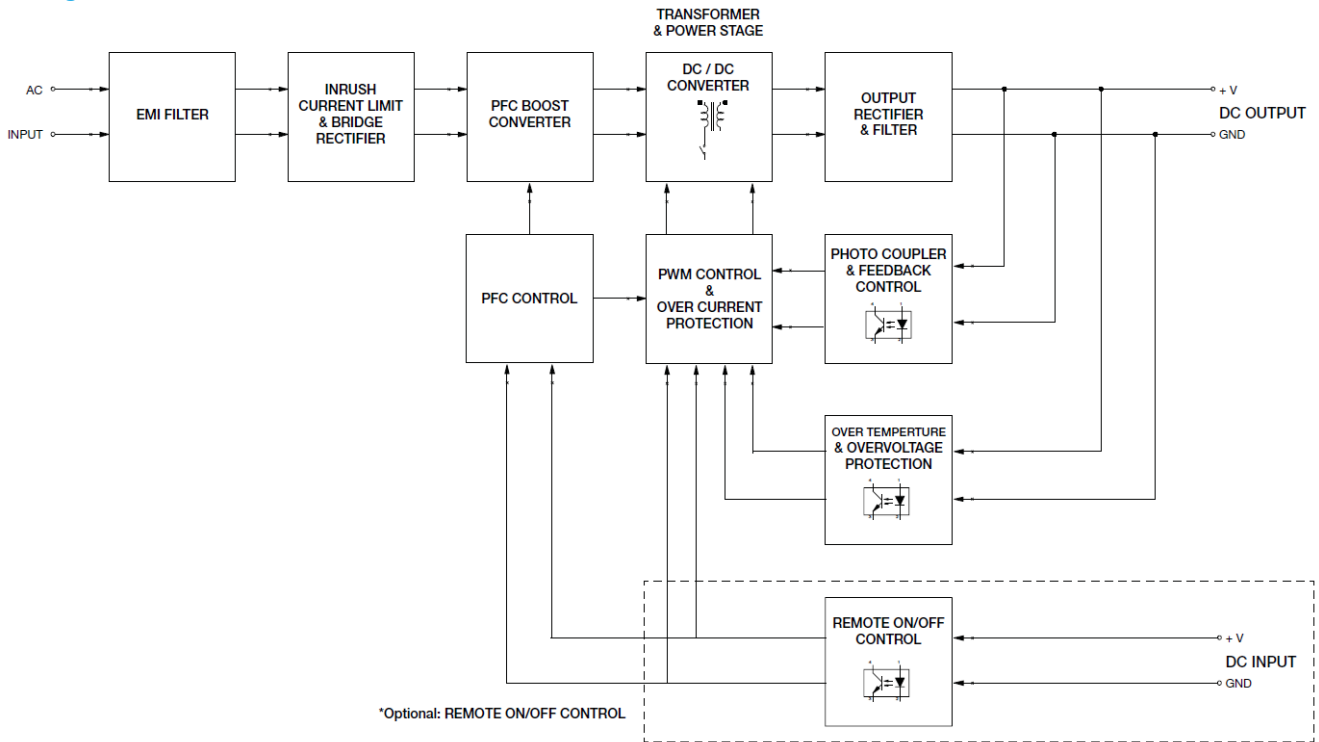 TRANSFORMER
& POWER STAGE
AC
INPUT
EMI FILTER
INRUSH
CURRENT LIMIT
& BRIDGE
RECTIFIER
PFC BOOST
CONVERTER
DC / DC
CONVERTER
OUTPUT
RECTIFIER
& FILTER
+ V
DC OUTPUT
GND
PFC CONTROL
PWM CONTROL
&
OVER CURRENT
PROTECTION
PHOTO COUPLER
& FEEDBACK
CONTROL
OVER TEMPERTURE
& OVERVOLTAGE
PROTECTION
REMOTE ON/OFF
CONTROL
+ V
DC INPUT
GND
*Optional: REMOTE ON/OFF CONTROL